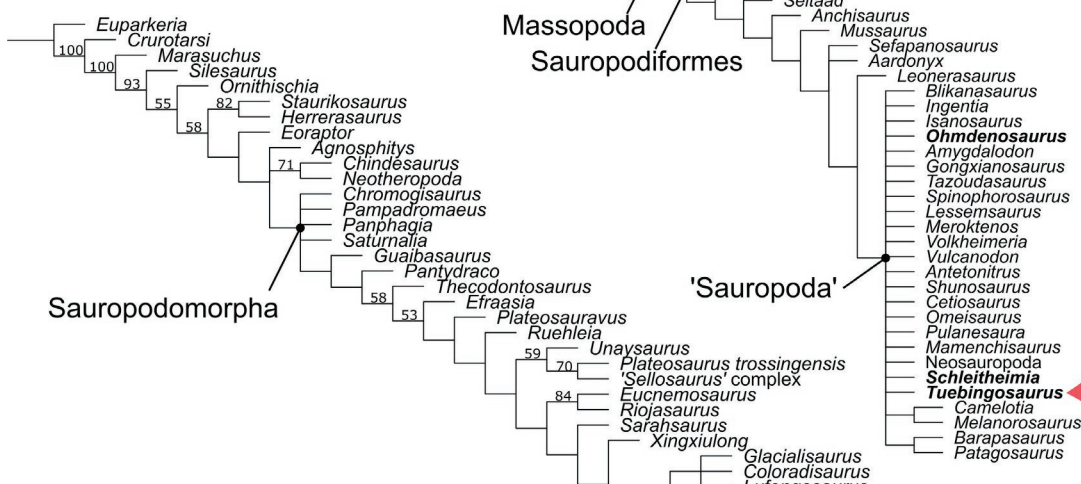 Euparkeria
Crurotarsi
100
Marasuchus
100
Silesaurus
93
Ornithischia
55
Staurikosaurus
82
Herrerasaurus
58
Eoraptor
Agnosphitys
Chindesaurus
71
Neotheropoda
Chromogisaurus
Pampadromaeus
Panphagia
Saturnalia
Guaibasaurus
Pantydraco
Thecodontosaurus
58
Efraasia
53
Plateosauravus
Ruehleia
Unaysaurus
59
Plateosaurus trossingensis
70
'Sellosaurus' complex
Eucnemosaurus
84
Riojasaurus
Sarahsaurus
Xingxiulong
Glacialisaurus
Coloradisaurus
Lufengosaurus
Sauropodomorpha
Massopoda
Sauropodiformes
'Sauropoda'
Seitaad
Anchisaurus
Mussaurus
Sefapanosaurus
Aardonyx
Leonerasaurus
Blikanasaurus
Ingentia
Isanosaurus
Ohmdenosaurus
Amygdalodon
Gongxianosaurus
Tazoudasaurus
Spinophorosaurus
Lessemsaurus
Meroktenos
Volkheimeria
Vulcanodon
Antetonitrus
Shunosaurus
Cetiosaurus
Omeisaurus
Pulanesaura
Mamenchisaurus
Neosauropoda
Schleitheimia
Tuebingosaurus
Camelotia
Melanorosaurus
Barapasaurus
Patagosaurus